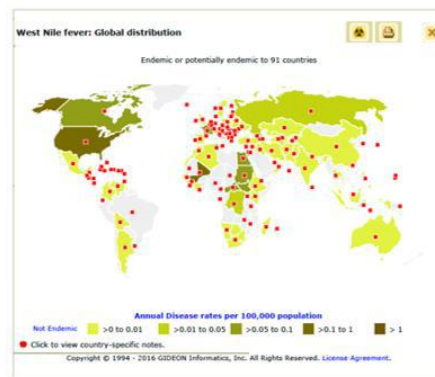 West Nile fever: Global distribution
Endemic or potentially endemic to 91 countries
Annual Disease rates per 100,000 population
Not Endemic >0 to 0.01 >0.01 to 0.05 >0.05 to 0.1 >0.1 to 1 > 1
Click to view country-specific notes.
Copyright © 1994 - 2016 GIDEON Informatics, Inc. All Rights Reserved. License Agreement.